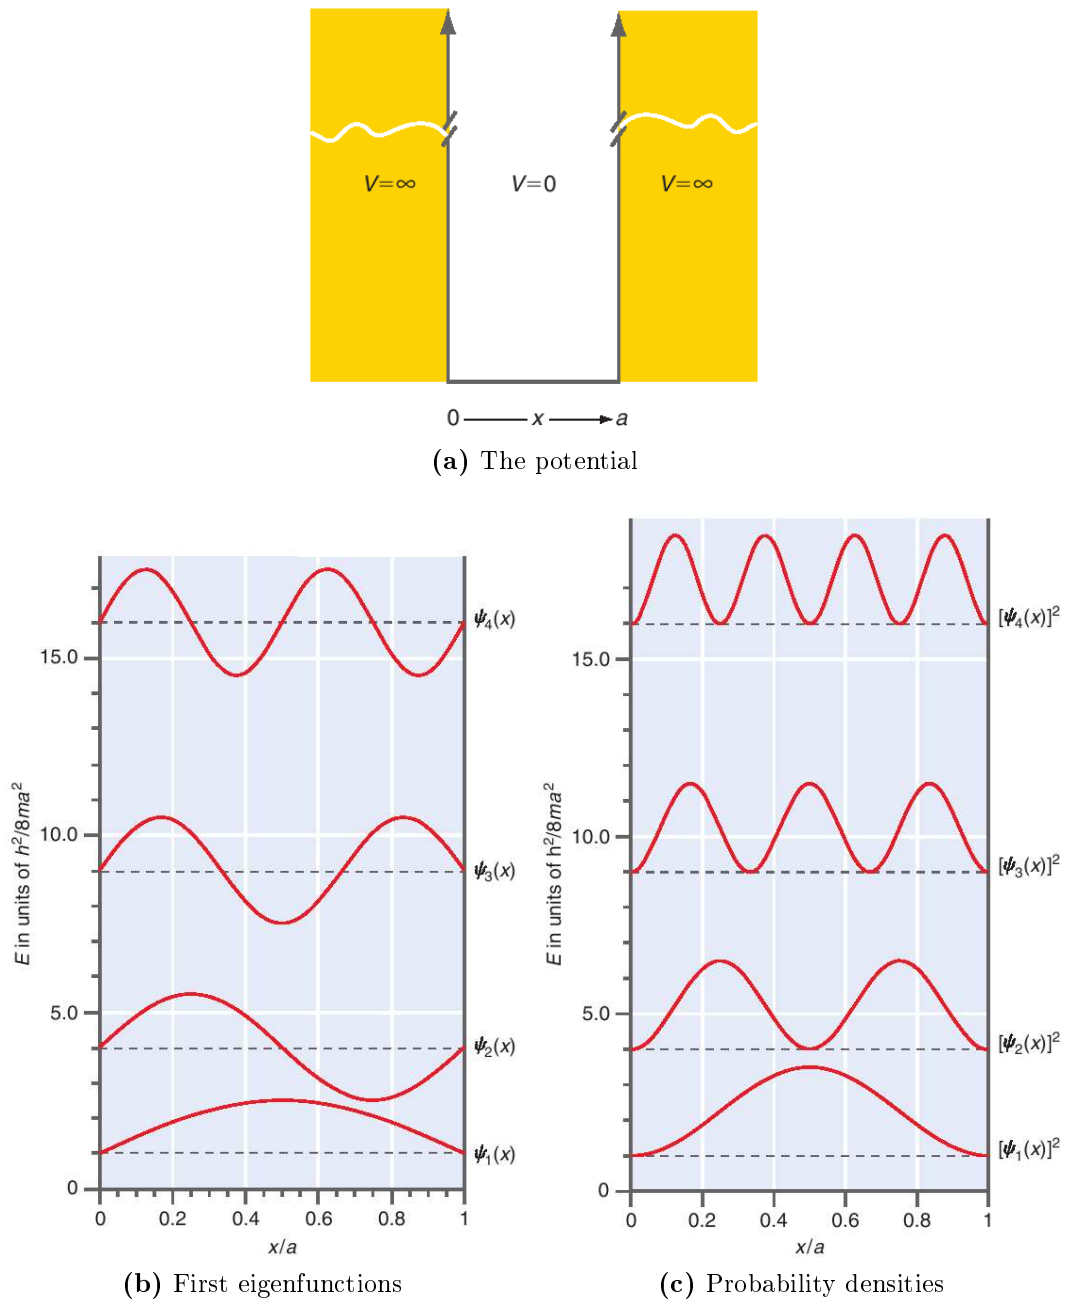 V=∞ V=0 V=∞
0 x a
(a) The potential
E in units of h²/8ma²
15.0
10.0
5.0
0
ψ₄(x)
ψ₃(x)
ψ₂(x)
ψ₁(x)
0 0.2 0.4 0.6 0.8 1
x/a
(b) First eigenfunctions
E in units of h²/8ma²
15.0
10.0
5.0
0
[ψ₄(x)]²
[ψ₃(x)]²
[ψ₂(x)]²
[ψ₁(x)]²
0 0.2 0.4 0.6 0.8 1
x/a
(c) Probability densities